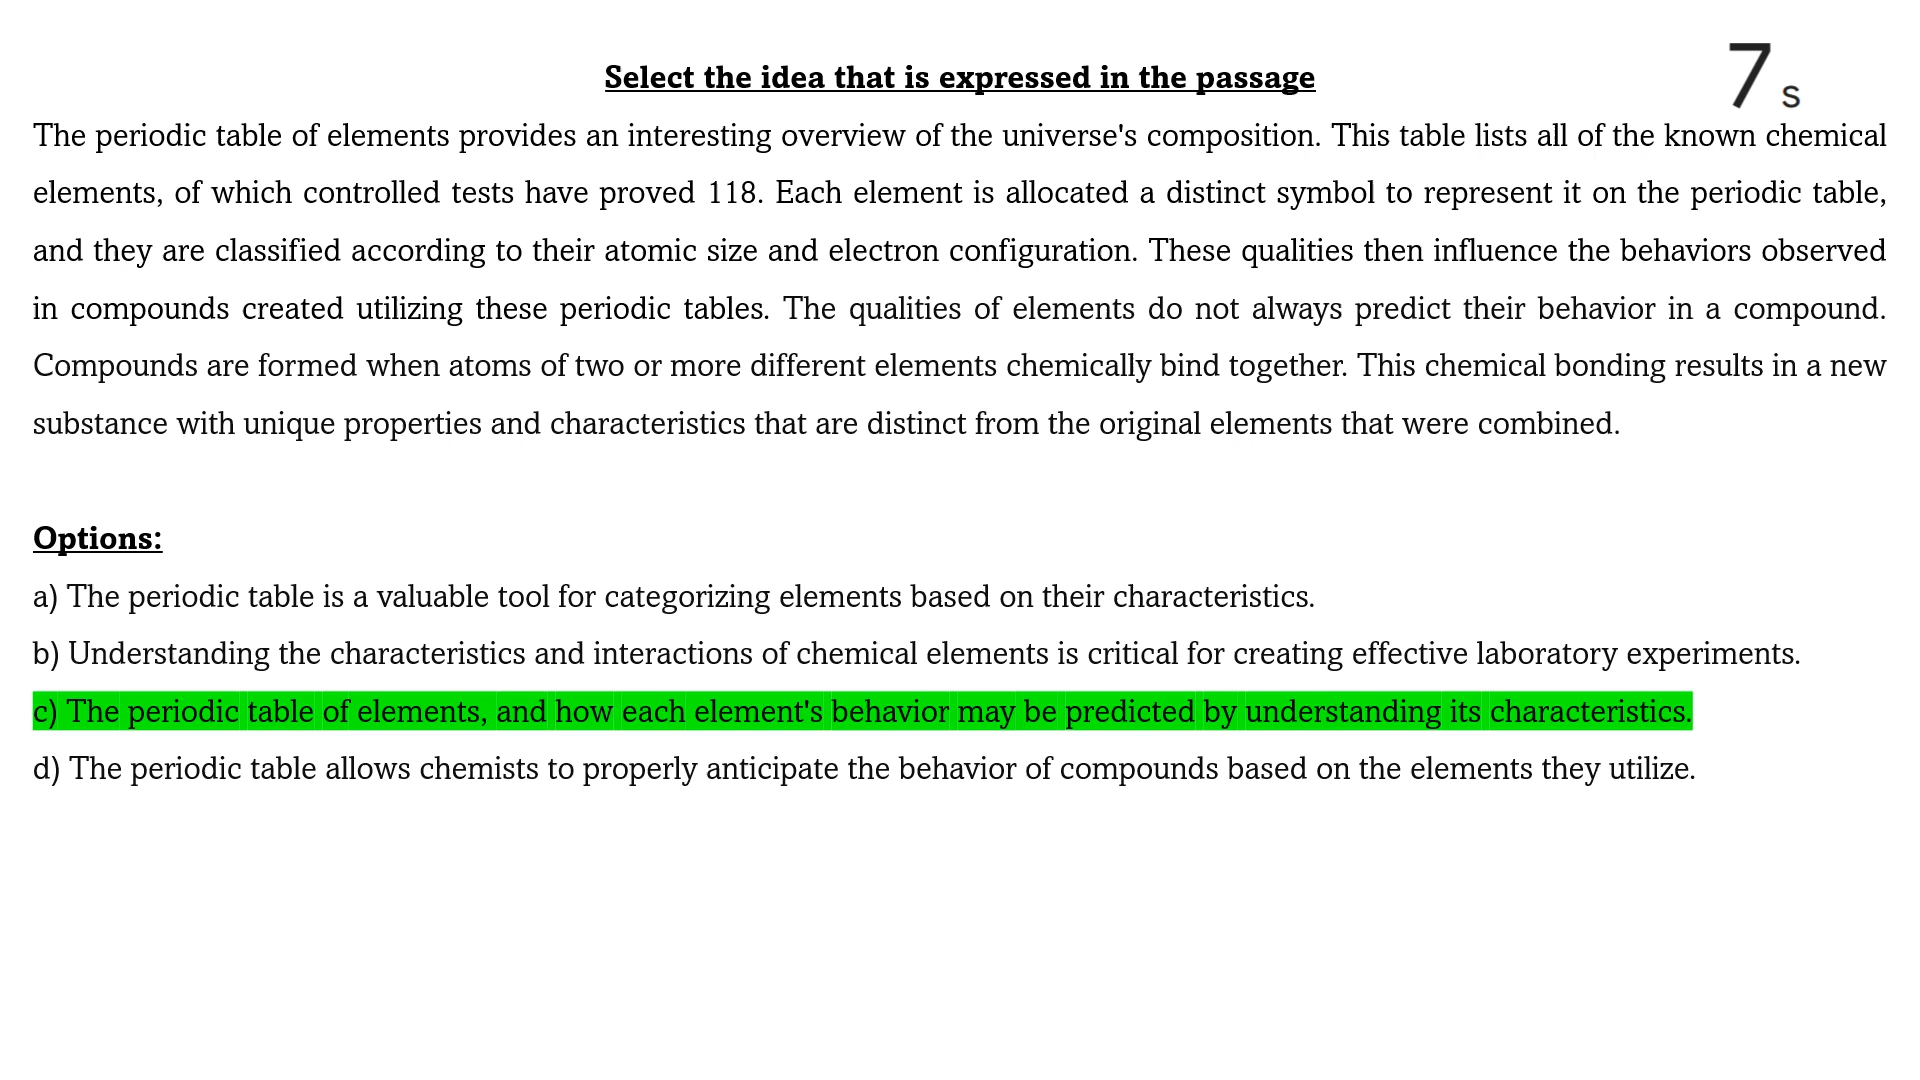 Select the idea that is expressed in the passage
7 s
The periodic table of elements provides an interesting overview of the universe's composition. This table lists all of the known chemical
elements, of which controlled tests have proved 118. Each element is allocated a distinct symbol to represent it on the periodic table,
and they are classified according to their atomic size and electron configuration. These qualities then influence the behaviors observed
in compounds created utilizing these periodic tables. The qualities of elements do not always predict their behavior in a compound.
Compounds are formed when atoms of two or more different elements chemically bind together. This chemical bonding results in a new
substance with unique properties and characteristics that are distinct from the original elements that were combined.
Options:
a) The periodic table is a valuable tool for categorizing elements based on their characteristics.
b) Understanding the characteristics and interactions of chemical elements is critical for creating effective laboratory experiments.
c) The periodic table of elements, and how each element's behavior may be predicted by understanding its characteristics.
d) The periodic table allows chemists to properly anticipate the behavior of compounds based on the elements they utilize.